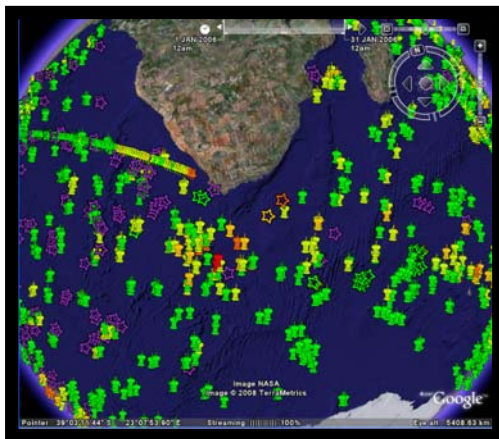 1 JAN 2006 31 JAN 2006
12am 12am
N
Image NASA
Image © 2008 TerraMetrics
Google
Pointer 39°03'15.44" S 23°07'53.90" E Streaming 100% Eye alt 5408.63 km